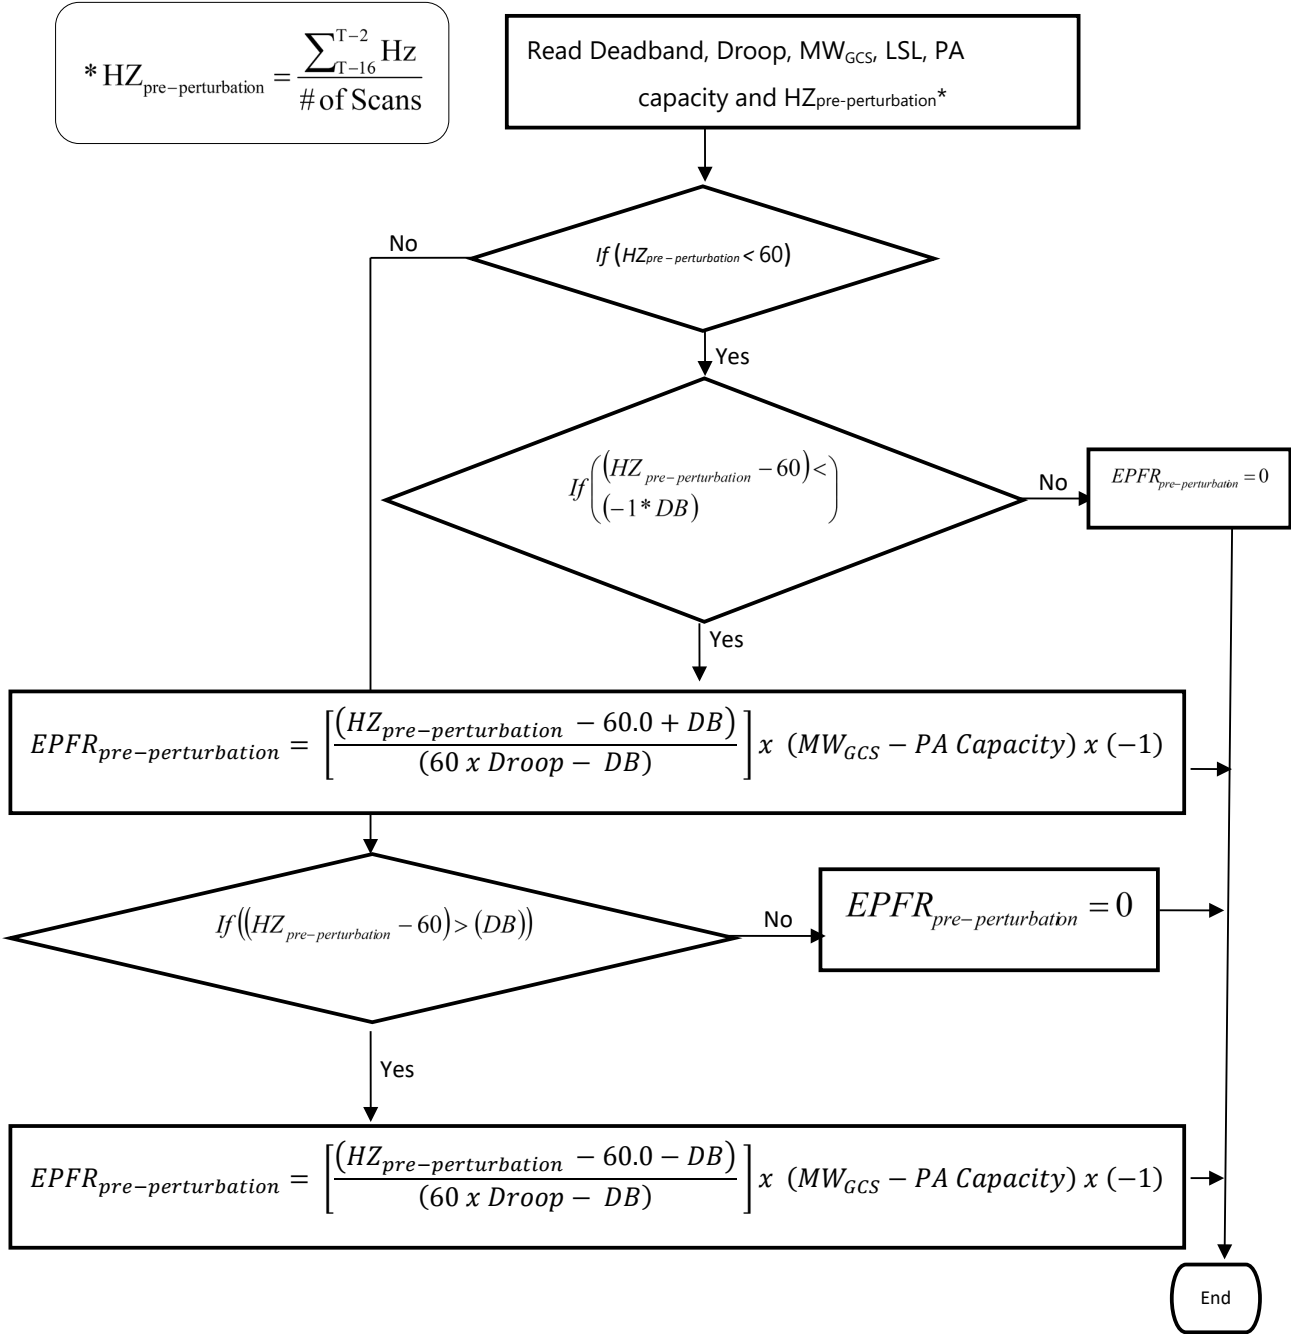 * HZ_pre−perturbation = ∑_T−16^T−2 Hz / # of Scans
Read Deadband, Droop, MW_GCS, LSL, PA
capacity and HZ_pre-perturbation*
No
If (HZ_pre − perturbation < 60)
Yes
If ((HZ_pre−perturbation − 60) <
(−1 * DB))
No
EPFR_pre−perturbation = 0
Yes
EPFR_pre−perturbation = [(HZ_pre−perturbation − 60.0 + DB) / (60 x Droop − DB)] x (MW_GCS − PA Capacity) x (−1)
If ((HZ_pre−perturbation − 60) > (DB))
No
EPFR_pre−perturbation = 0
Yes
EPFR_pre−perturbation = [(HZ_pre−perturbation − 60.0 − DB) / (60 x Droop − DB)] x (MW_GCS − PA Capacity) x (−1)
End